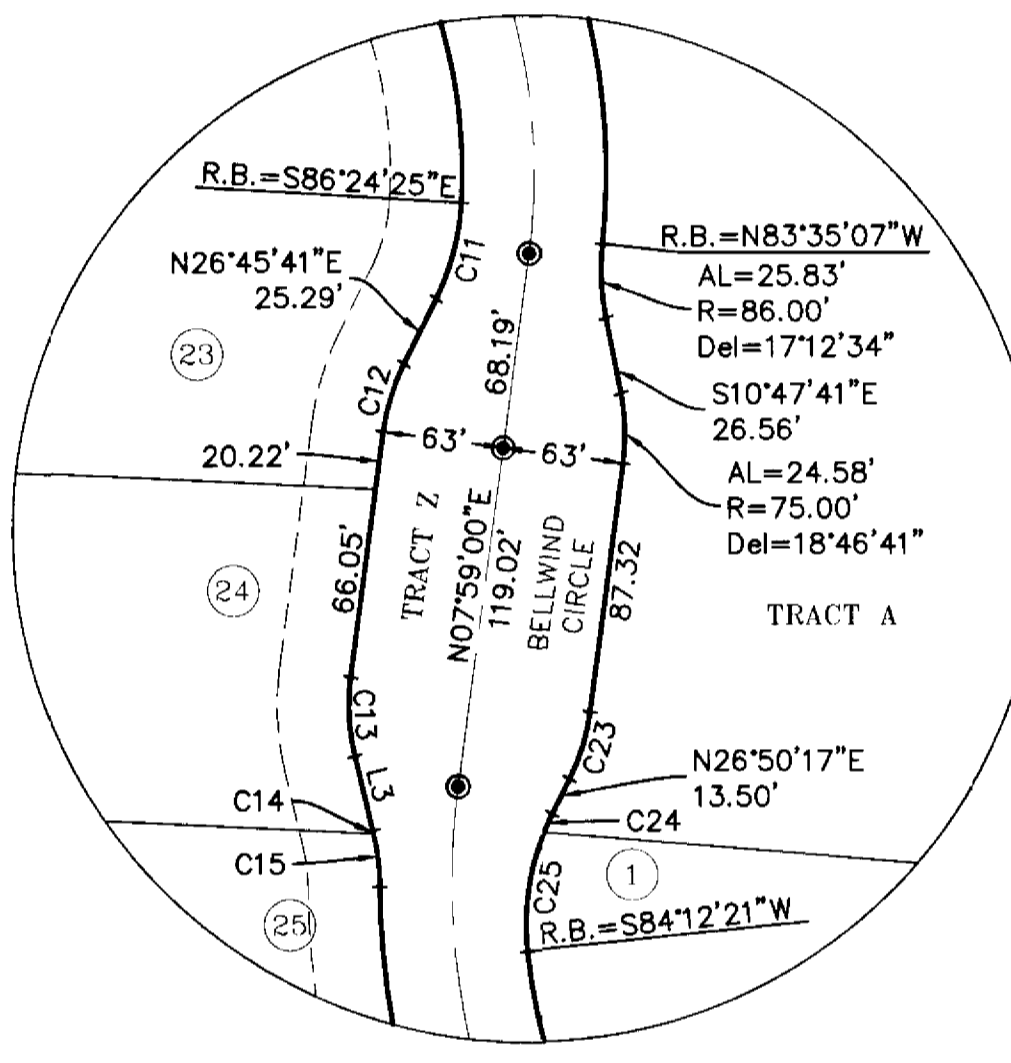 R.B.=S86°24'25"E
C11
R.B.=N83°35'07"W
N26°45'41"E
25.29'
AL=25.83'
R=86.00'
Del=17°12'34"
23
68.19'
C12
S10°47'41"E
26.56'
63'
63'
20.22'
AL=24.58'
R=75.00'
Del=18°46'41"
66.05'
TRACT Z
N07°59'00"E
119.02'
BELLWIND
CIRCLE
87.32
24
TRACT A
C13
L3
C23
N26°50'17"E
13.50'
C14
C24
C15
C25
1
25
R.B.=S84°12'21"W